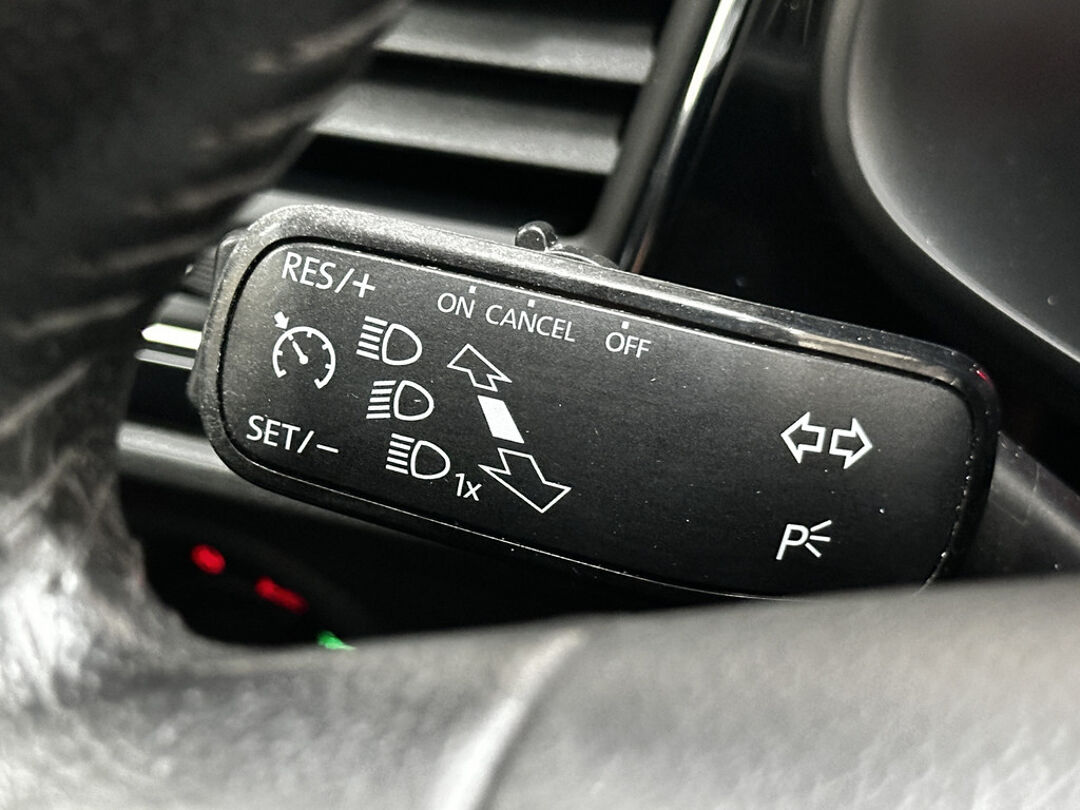 RES/+
ON CANCEL OFF
SET/−
1x
P